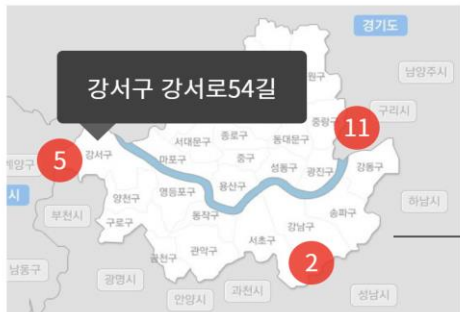 경기도
강서구 강서로54길
남양주시
중랑구
구리시
11
5
강서구
서대문구
종로구
동대문구
마포구
중구
성동구
광진구
강동구
시
양천구
영등포구
용산구
하남시
부천시
구로구
동작구
강남구
송파구
서초구
관악구
금천구
2
남동구
광명시
과천시
안양시
성남시